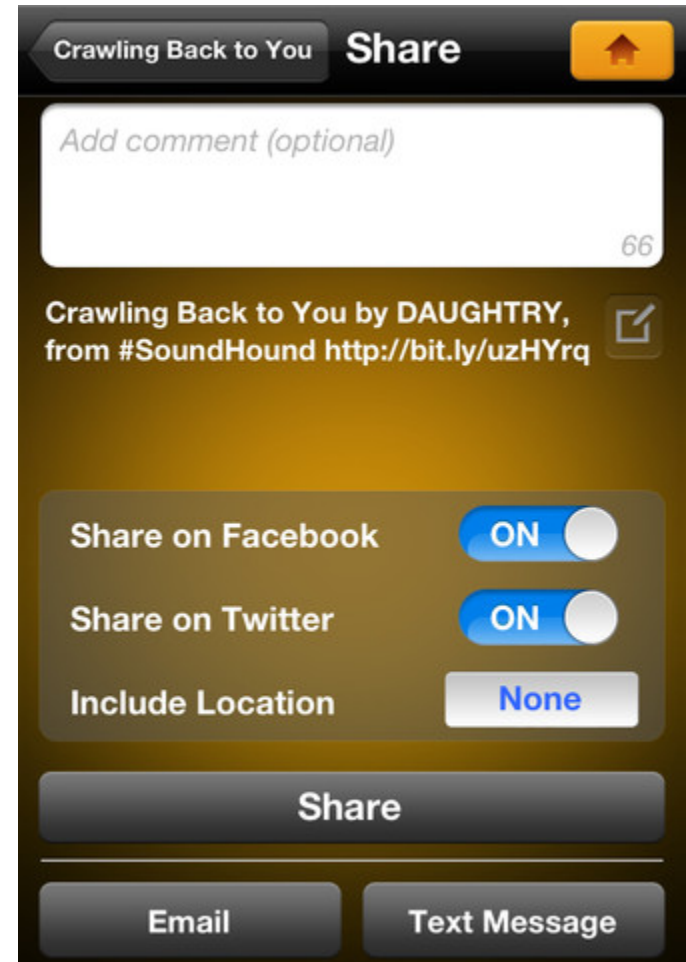 Crawling Back to You Share
Add comment (optional)
66
Crawling Back to You by DAUGHTRY,
from #SoundHound http://bit.ly/uzHYrq
Share on Facebook ON
Share on Twitter ON
Include Location None
Share
Email Text Message